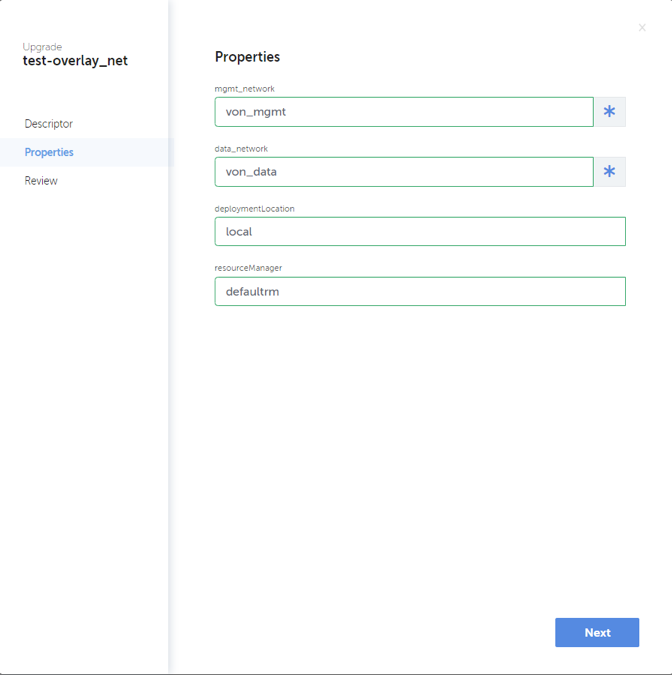 Upgrade
test-overlay_net
Descriptor
Properties
Review
Properties
mgmt_network
von_mgmt
data_network
von_data
deploymentLocation
local
resourceManager
defaultrm
Next